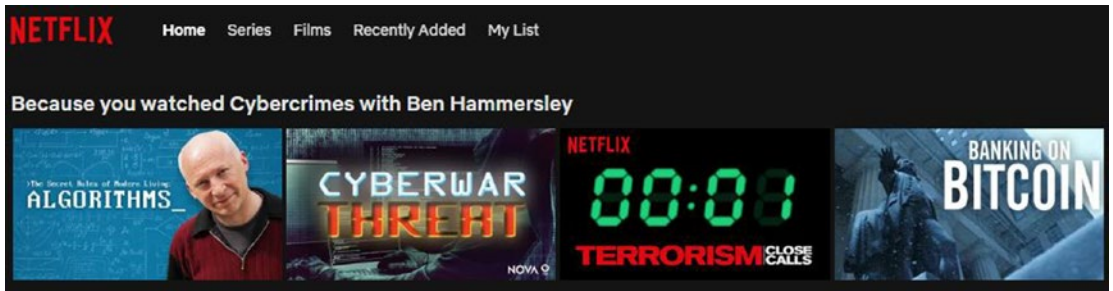 NETFLIX Home Series Films Recently Added My List
Because you watched Cybercrimes with Ben Hammersley
>The Secret Rules of Modern Living:
ALGORITHMS_
CYBERWAR
THREAT
NOVA
NETFLIX
00:01
TERRORISM CLOSE
CALLS
BANKING ON
BITCOIN